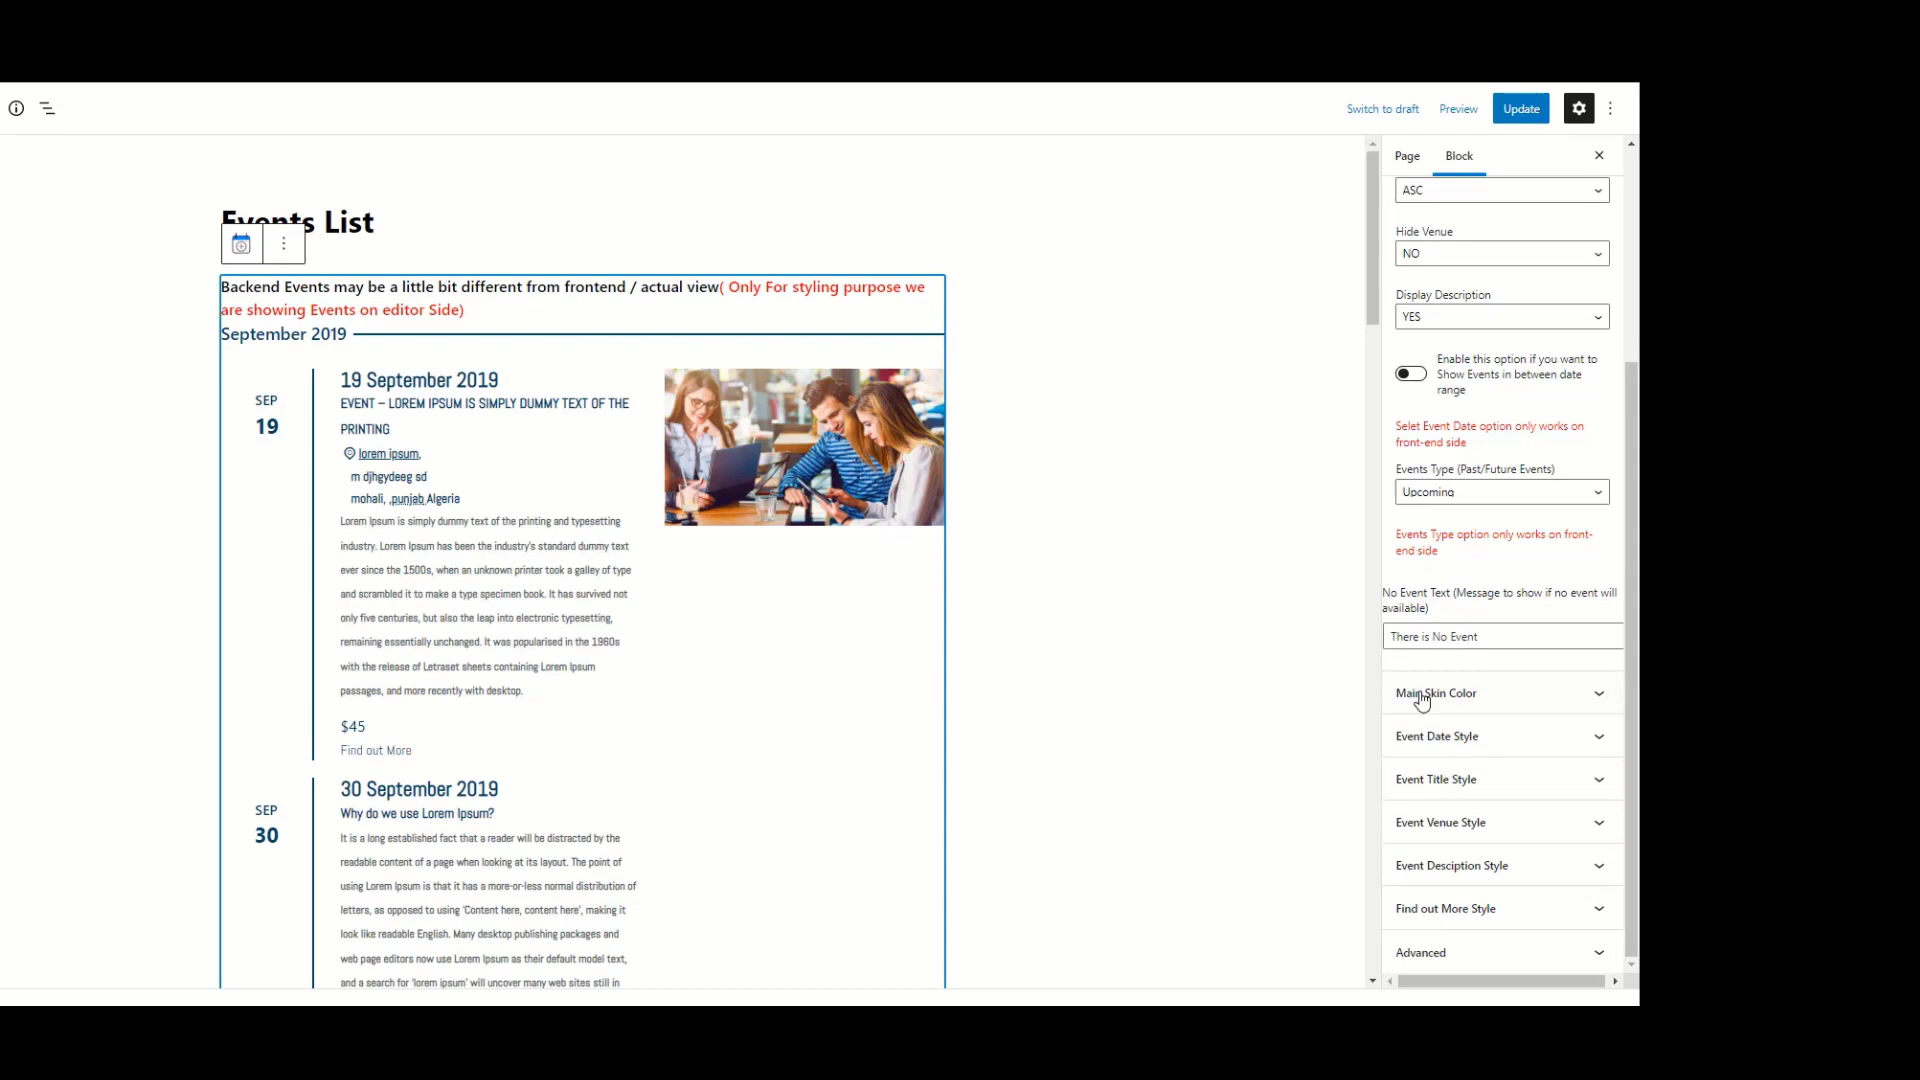 Switch to draft
Preview
Update
Page
Block
ASC
Hide Venue
NO
Display Description
YES
Enable this option if you want to
Show Events in between date
range
Selet Event Date option only works on
front-end side
Events Type (Past/Future Events)
Upcoming
Events Type option only works on front-
end side
No Event Text (Message to show if no event will
available)
There is No Event
Main Skin Color
Event Date Style
Event Title Style
Event Venue Style
Event Desciption Style
Find out More Style
Advanced
Events List
Backend Events may be a little bit different from frontend / actual view( Only For styling purpose we
are showing Events on editor Side)
September 2019
SEP
19
19 September 2019
EVENT – LOREM IPSUM IS SIMPLY DUMMY TEXT OF THE
PRINTING
lorem ipsum,
m djhgydeeg sd
mohali, ,punjab Algeria
Lorem Ipsum is simply dummy text of the printing and typesetting
industry. Lorem Ipsum has been the industry's standard dummy text
ever since the 1500s, when an unknown printer took a galley of type
and scrambled it to make a type specimen book. It has survived not
only five centuries, but also the leap into electronic typesetting,
remaining essentially unchanged. It was popularised in the 1960s
with the release of Letraset sheets containing Lorem Ipsum
passages, and more recently with desktop.
$45
Find out More
SEP
30
30 September 2019
Why do we use Lorem Ipsum?
It is a long established fact that a reader will be distracted by the
readable content of a page when looking at its layout. The point of
using Lorem Ipsum is that it has a more-or-less normal distribution of
letters, as opposed to using 'Content here, content here', making it
look like readable English. Many desktop publishing packages and
web page editors now use Lorem Ipsum as their default model text,
and a search for 'lorem ipsum' will uncover many web sites still in